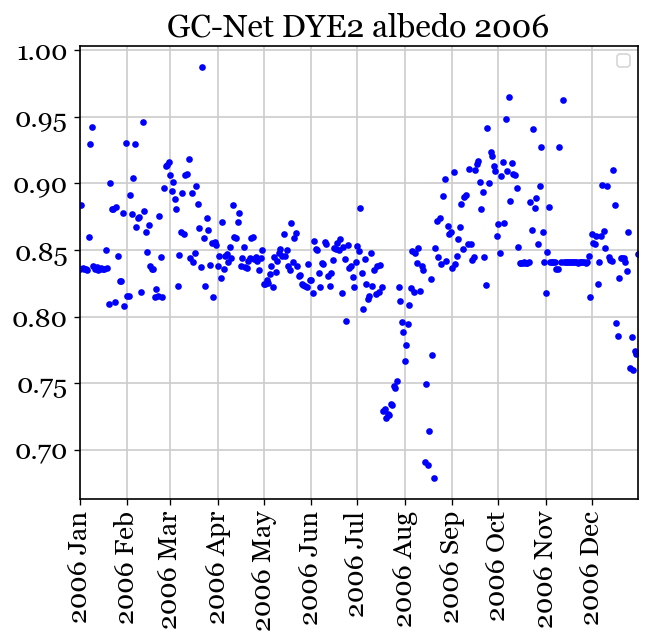 GC-Net DYE2 albedo 2006
1.00
0.95
0.90
0.85
0.80
0.75
0.70
2006 Jan
2006 Feb
2006 Mar
2006 Apr
2006 May
2006 Jun
2006 Jul
2006 Aug
2006 Sep
2006 Oct
2006 Nov
2006 Dec